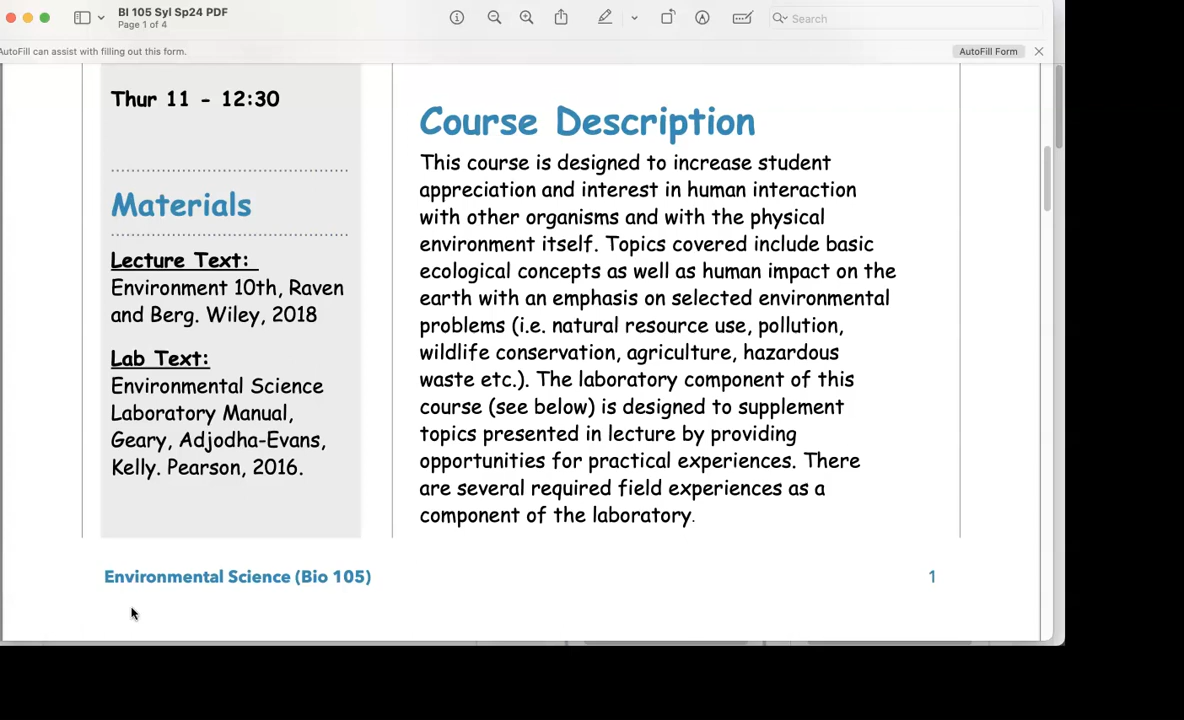 BI 105 Syl Sp24 PDF
Page 1 of 4
Search
AutoFill can assist with filling out this form.
AutoFill Form
Thur 11 - 12:30
Materials
Lecture Text:
Environment 10th, Raven
and Berg. Wiley, 2018
Lab Text:
Environmental Science
Laboratory Manual,
Geary, Adjodha-Evans,
Kelly. Pearson, 2016.
Course Description
This course is designed to increase student
appreciation and interest in human interaction
with other organisms and with the physical
environment itself. Topics covered include basic
ecological concepts as well as human impact on the
earth with an emphasis on selected environmental
problems (i.e. natural resource use, pollution,
wildlife conservation, agriculture, hazardous
waste etc.). The laboratory component of this
course (see below) is designed to supplement
topics presented in lecture by providing
opportunities for practical experiences. There
are several required field experiences as a
component of the laboratory.
Environmental Science (Bio 105)
1